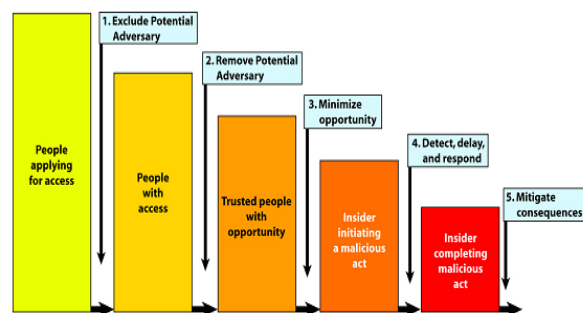 1. Exclude Potential
Adversary
2. Remove Potential
Adversary
3. Minimize
opportunity
4. Detect, delay,
and respond
5. Mitigate
consequences
People
applying
for access
People
with
access
Trusted people
with
opportunity
Insider
initiating
a malicious
act
Insider
completing
malicious
act